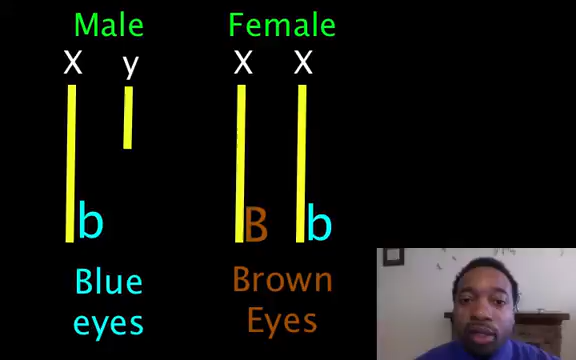 Male Female
X y X X
b B b
Blue eyes
Brown Eyes